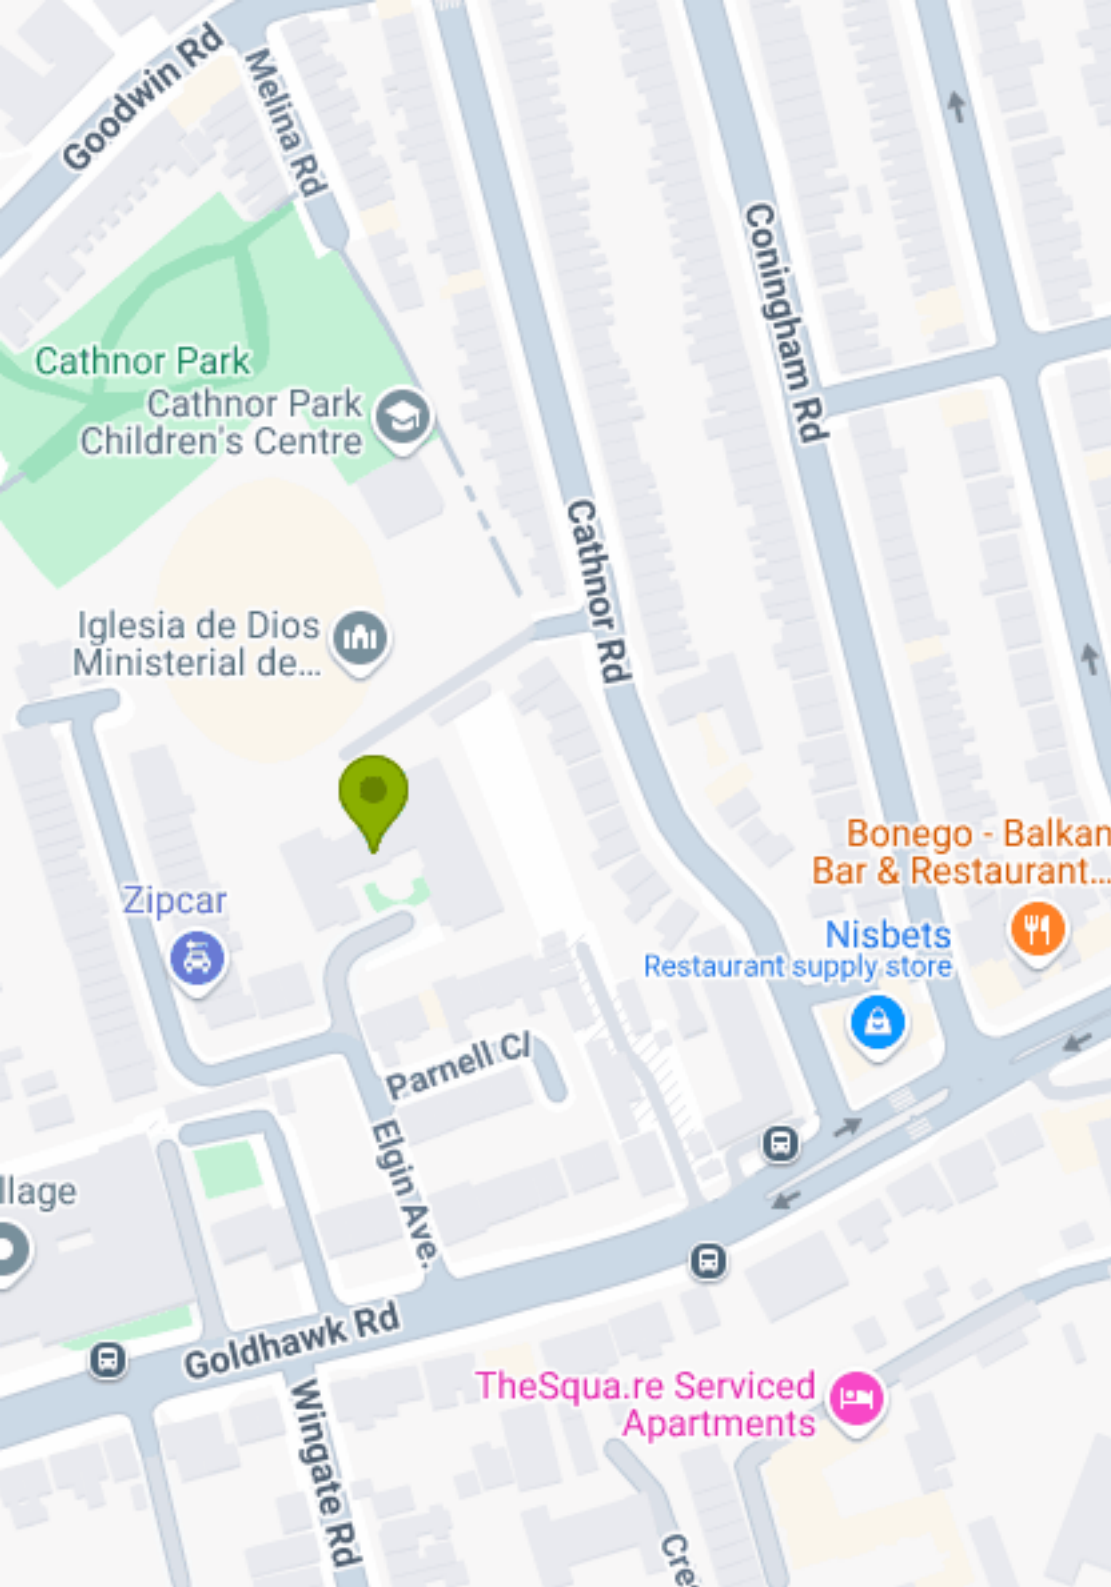 Goodwin Rd
Melina Rd
Coningham Rd
Cathnor Park
Cathnor Park
Children's Centre
Cathnor Rd
Iglesia de Dios
Ministerial de...
Bonego - Balkan
Bar & Restaurant...
Zipcar
Nisbets
Restaurant supply store
Parnell Cl
Elgin Ave.
llage
Goldhawk Rd
TheSqua.re Serviced
Apartments
Wingate Rd
Cre